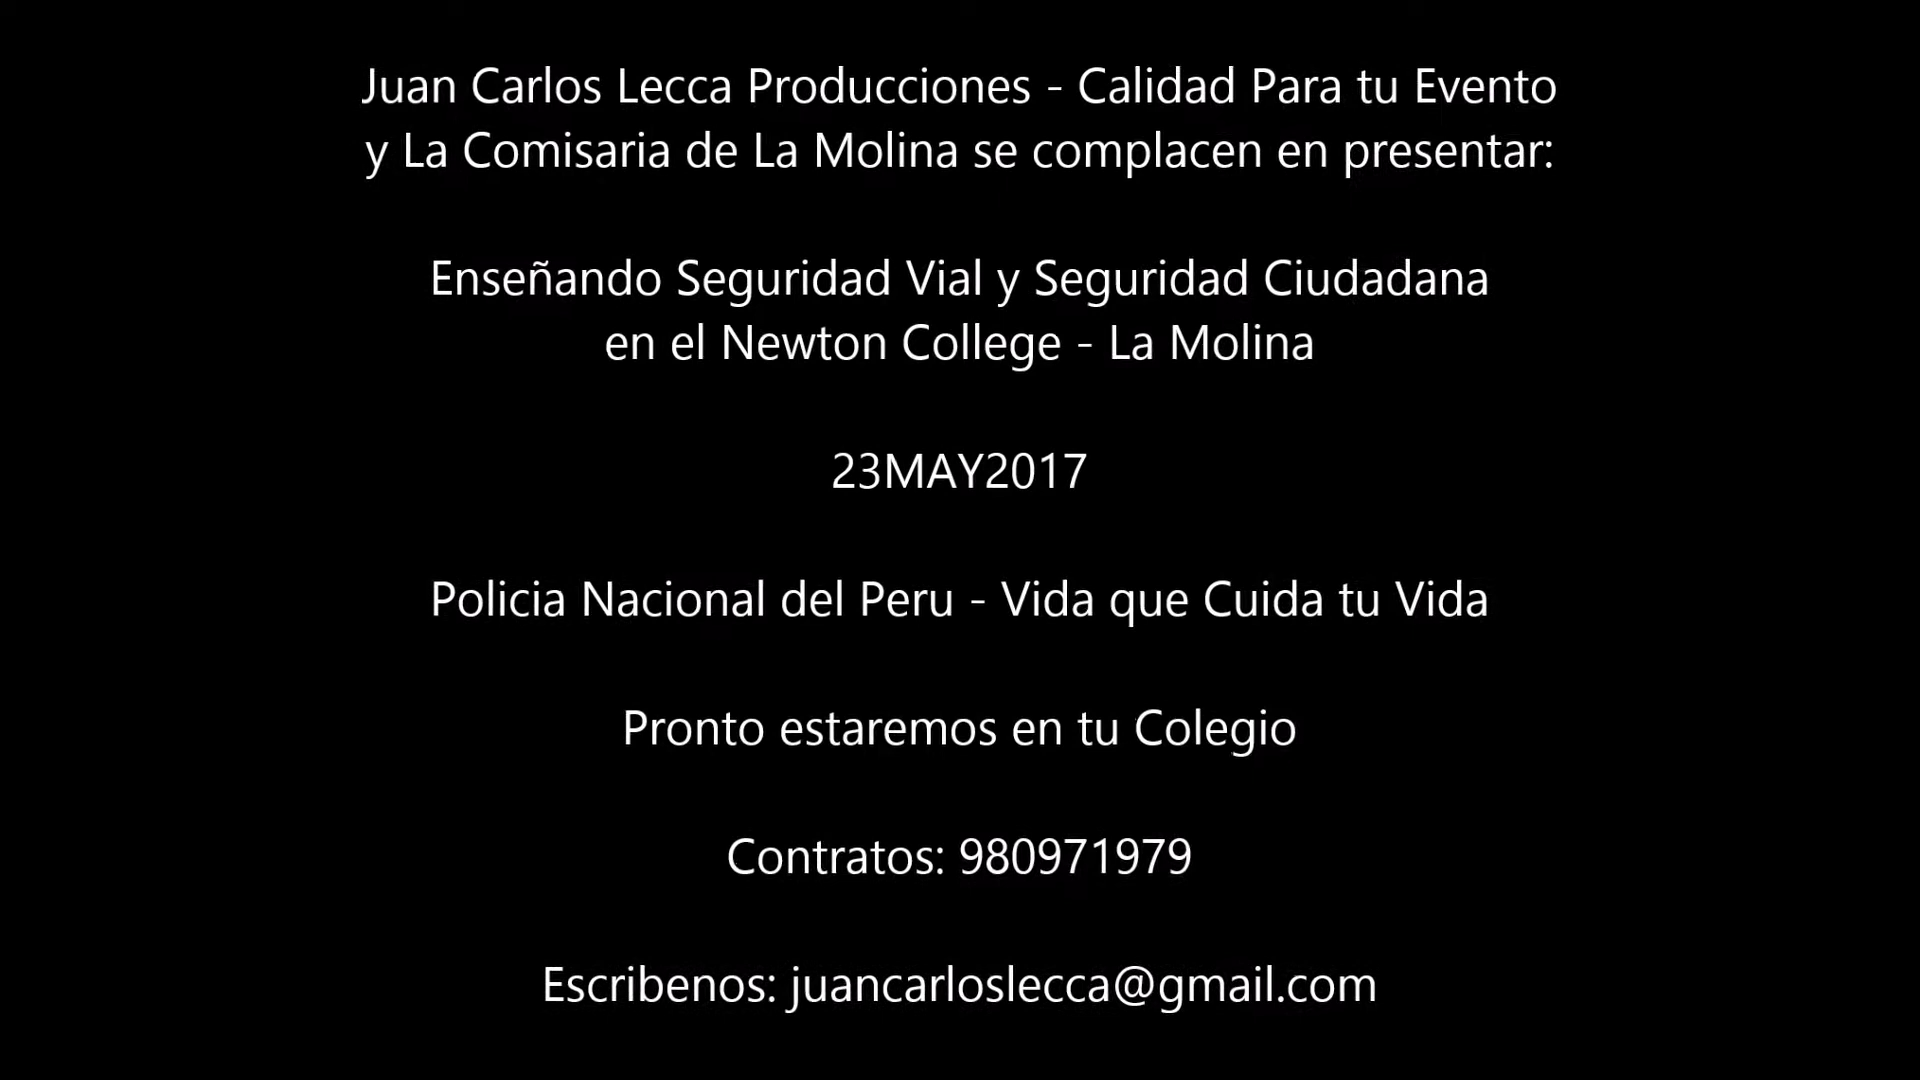 Juan Carlos Lecca Producciones - Calidad Para tu Evento
y La Comisaria de La Molina se complacen en presentar:
Enseñando Seguridad Vial y Seguridad Ciudadana
en el Newton College - La Molina
23MAY2017
Policia Nacional del Peru - Vida que Cuida tu Vida
Pronto estaremos en tu Colegio
Contratos: 980971979
Escribenos: juancarloslecca@gmail.com